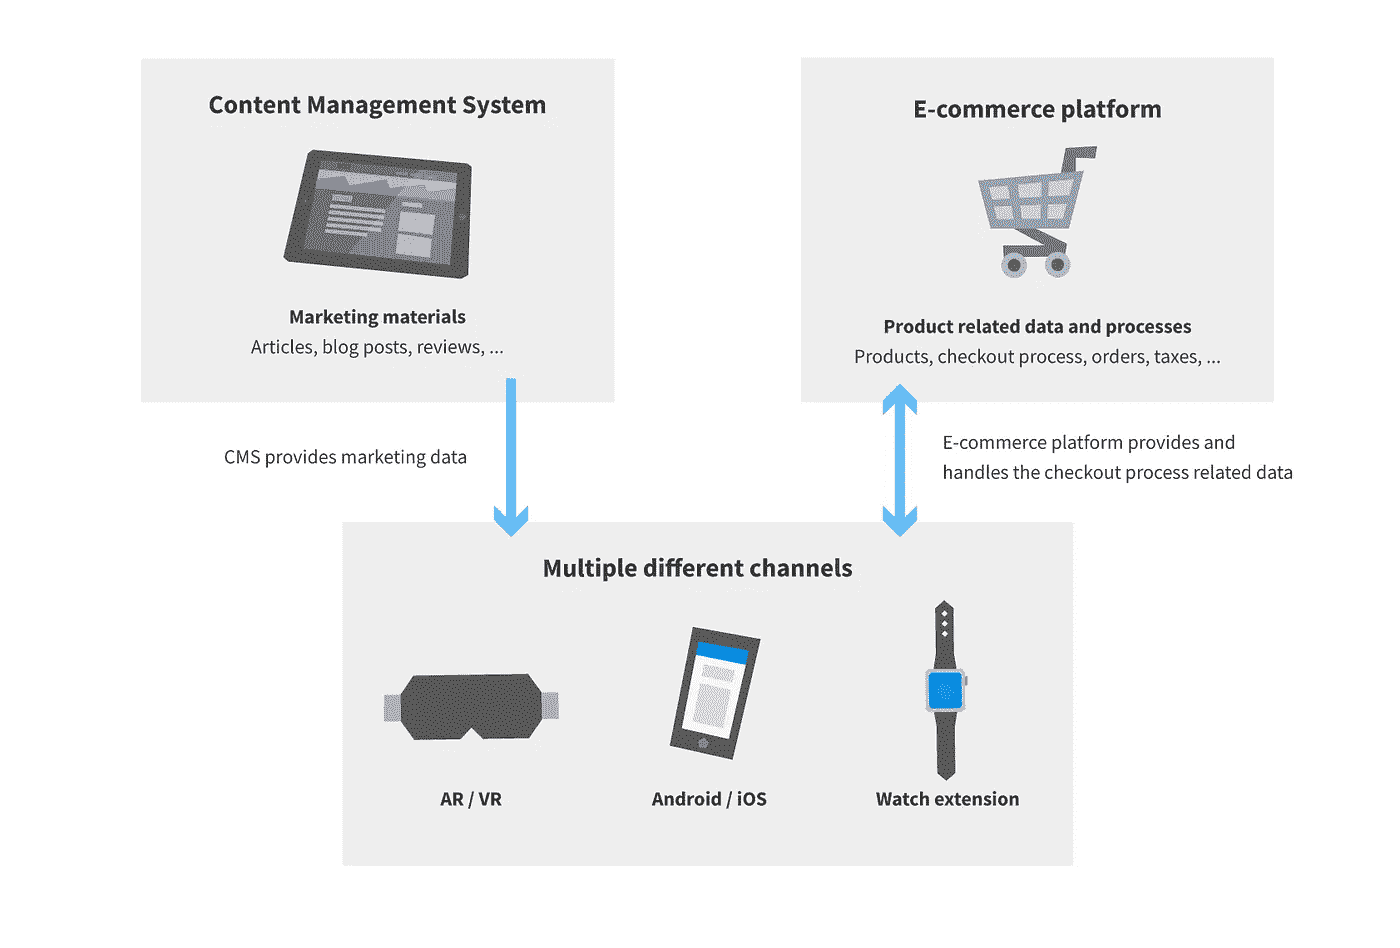 Content Management System
Marketing materials
Articles, blog posts, reviews, ...
E-commerce platform
Product related data and processes
Products, checkout process, orders, taxes, ...
CMS provides marketing data
E-commerce platform provides and
handles the checkout process related data
Multiple different channels
AR / VR
Android / iOS
Watch extension